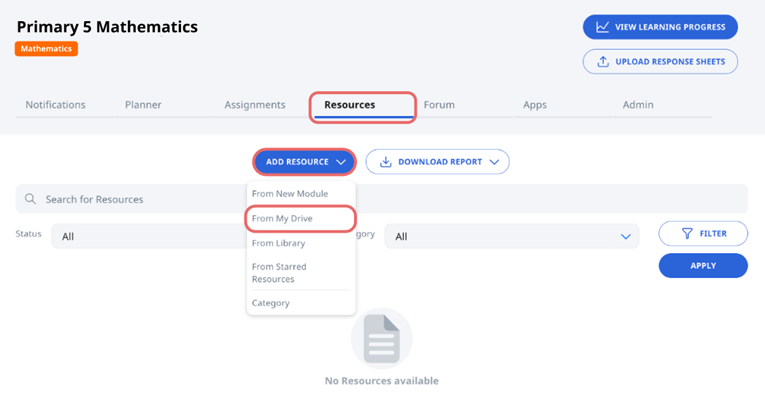 Primary 5 Mathematics
Mathematics
VIEW LEARNING PROGRESS
UPLOAD RESPONSE SHEETS
Notifications Planner Assignments Resources Forum Apps Admin
ADD RESOURCE DOWNLOAD REPORT
From New Module
Search for Resources
From My Drive
Status All gory All FILTER
From Library
From Starred
Resources
APPLY
Category
No Resources available